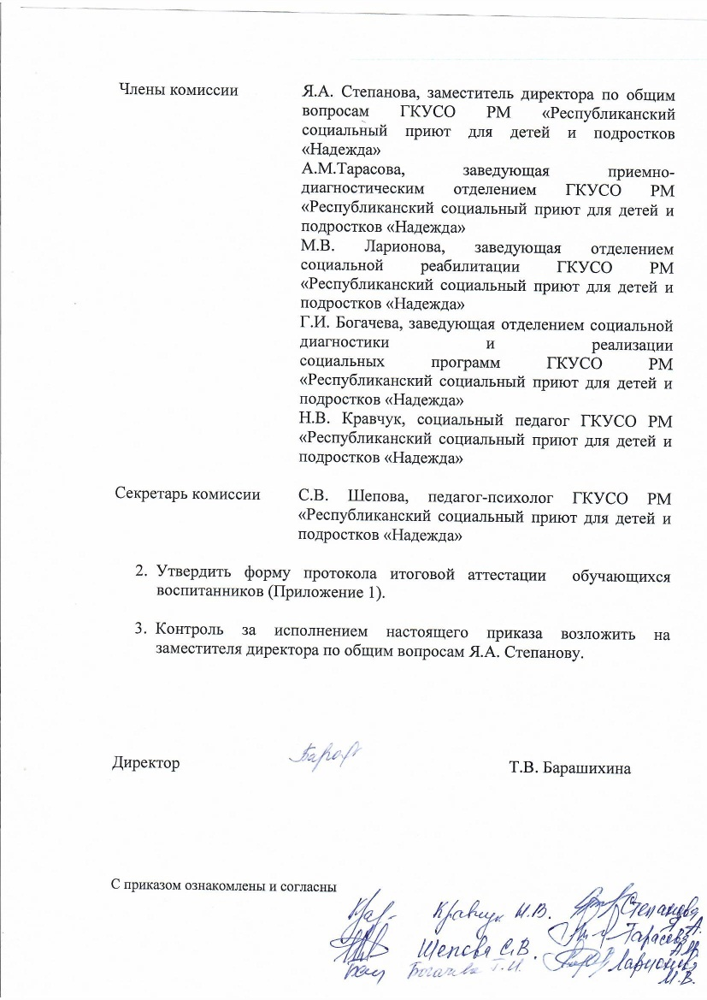 Члены комиссии
Я.А. Степанова, заместитель директора по общим
вопросам ГКУСО РМ «Республиканский
социальный приют для детей и подростков
«Надежда»
А.М.Тарасова, заведующая приемно-
диагностическим отделением ГКУСО РМ
«Республиканский социальный приют для детей и
подростков «Надежда»
М.В. Ларионова, заведующая отделением
социальной реабилитации ГКУСО РМ
«Республиканский социальный приют для детей и
подростков «Надежда»
Г.И. Богачева, заведующая отделением социальной
диагностики и реализации
социальных программ ГКУСО РМ
«Республиканский социальный приют для детей и
подростков «Надежда»
Н.В. Кравчук, социальный педагог ГКУСО РМ
«Республиканский социальный приют для детей и
подростков «Надежда»
Секретарь комиссии
С.В. Шепова, педагог-психолог ГКУСО РМ
«Республиканский социальный приют для детей и
подростков «Надежда»
2. Утвердить форму протокола итоговой аттестации обучающихся
воспитанников (Приложение 1).
3. Контроль за исполнением настоящего приказа возложить на
заместителя директора по общим вопросам Я.А. Степанову.
Директор Т.В. Барашихина
С приказом ознакомлены и согласны
Кравчук Н.В. Степанова Я.А.
Шепова С.В. Тарасова А.М.
Богачева Г.И. Ларионова М.В.